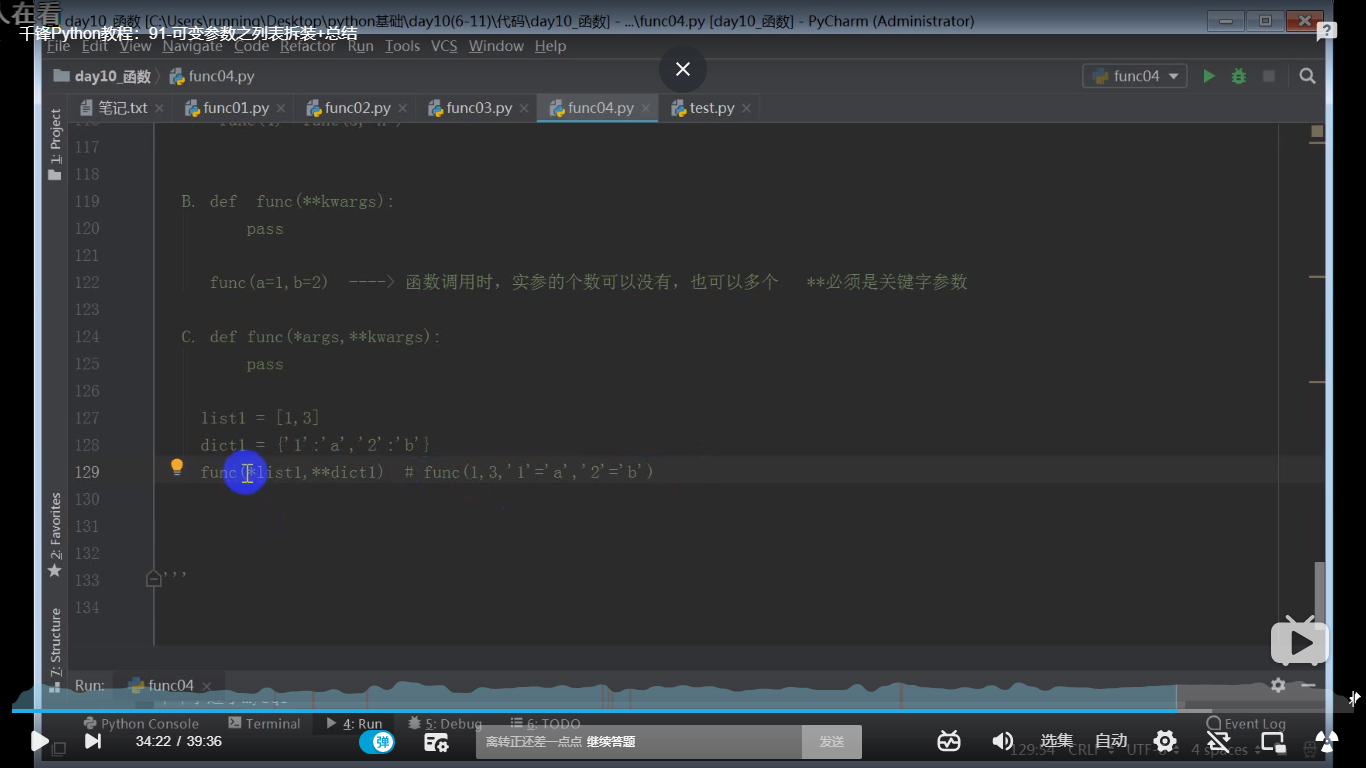 人在看
day10_函数 [C:\Users\running\Desktop\python基础\day10(6-11)\代码\day10_函数] - ...\func04.py [day10_函数] - PyCharm (Administrator)
千锋Python教程：91-可变参数之列表拆装+总结
File Edit View Navigate Code Refactor Run Tools VCS Window Help
day10_函数 func04.py
func04
笔记.txt func01.py func02.py func03.py func04.py test.py
1: Project
117
118
119 B. def func(**kwargs):
120 pass
121
122 func(a=1,b=2) ----> 函数调用时，实参的个数可以没有，也可以多个 **必须是关键字参数
123
124 C. def func(*args,**kwargs):
125 pass
126
127 list1 = [1,3]
128 dict1 = {'1':'a','2':'b'}
129 func(*list1,**dict1) # func(1,3,'1'='a','2'='b')
130
131
132
133 '''
134
2: Favorites
7: Structure
Run: func04
Python Console Terminal 4: Run 5: Debug 6: TODO Event Log
34:22 / 39:36 弹 离转正还差一点点 继续答题 发送 选集 自动
129:54 CRLF UTF-8 4 spaces